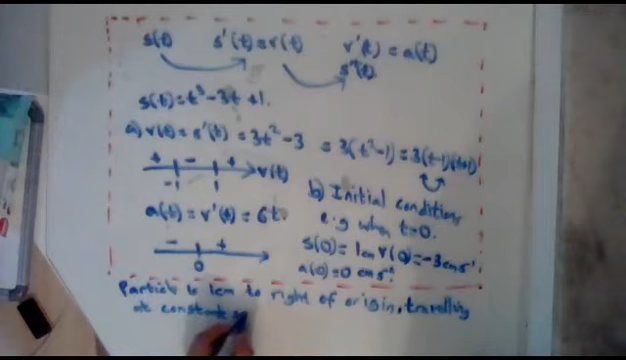 s(t) s'(t) = v(t) v'(t) = a(t)
s''(t)
s(t) = t³ - 3t + 1.
a) v(t) = s'(t) = 3t² - 3 = 3(t² - 1) = 3(t-1)(t+1)
+ - + v(t)
-1 1
b) Initial conditions
e.g when t=0.
a(t) = v'(t) = 6t.
s(0) = 1cm v(0) = -3cms⁻¹
a(0) = 0 cms⁻²
- +
0
Particle is 1cm to right of origin, travelling
at constant